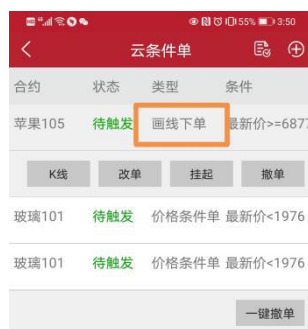 55% 3:50
云条件单
合约 状态 类型 条件
苹果105 待触发 画线下单 最新价>=6877
K线 改单 挂起 撤单
玻璃101 待触发 价格条件单 最新价<1976
玻璃101 待触发 价格条件单 最新价<1976
一键撤单